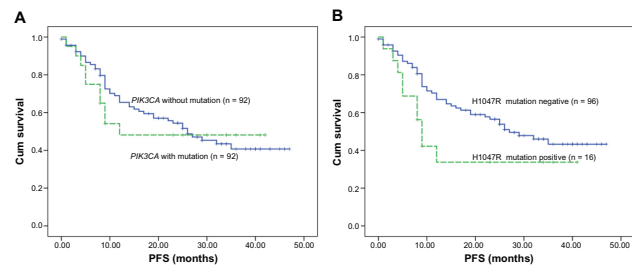 A
B
1.0
0.8
0.6
0.4
0.2
0.0
Cum survival
PIK3CA without mutation (n = 92)
PIK3CA with mutation (n = 92)
0.00 10.00 20.00 30.00 40.00 50.00
PFS (months)
1.0
0.8
0.6
0.4
0.2
0.0
Cum survival
H1047R mutation negative (n = 96)
H1047R mutation positive (n = 16)
0.00 10.00 20.00 30.00 40.00 50.00
PFS (months)